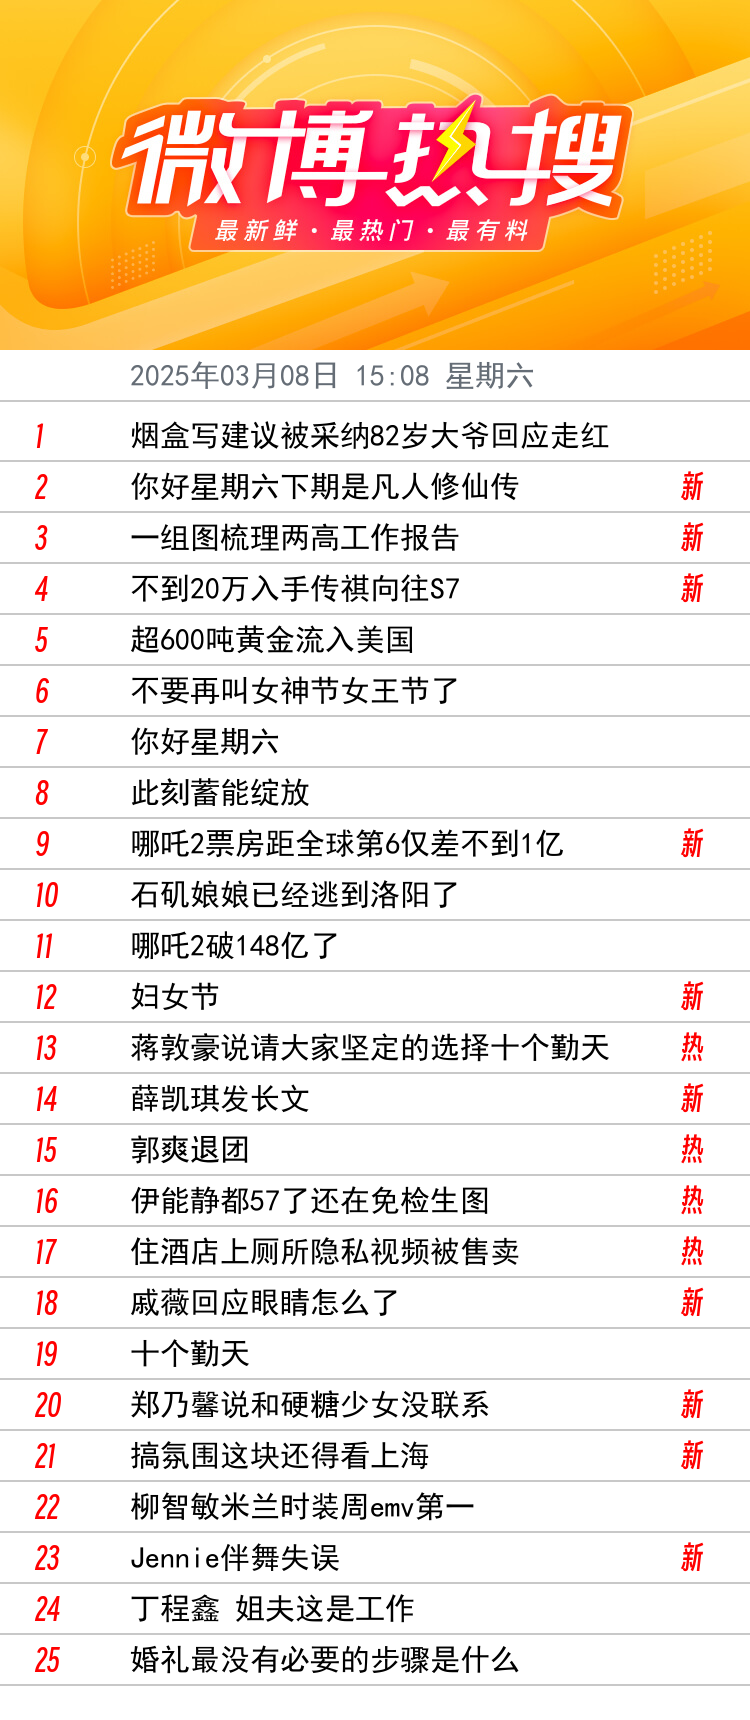 微博热搜
最新鲜·最热门·最有料
2025年03月08日 15:08 星期六
1 烟盒写建议被采纳82岁大爷回应走红
2 你好星期六下期是凡人修仙传 新
3 一组图梳理两高工作报告 新
4 不到20万入手传祺向往S7 新
5 超600吨黄金流入美国
6 不要再叫女神节女王节了
7 你好星期六
8 此刻蓄能绽放
9 哪吒2票房距全球第6仅差不到1亿 新
10 石矶娘娘已经逃到洛阳了
11 哪吒2破148亿了
12 妇女节 新
13 蒋敦豪说请大家坚定的选择十个勤天 热
14 薛凯琪发长文 新
15 郭爽退团 热
16 伊能静都57了还在免检生图 热
17 住酒店上厕所隐私视频被售卖 热
18 戚薇回应眼睛怎么了 新
19 十个勤天
20 郑乃馨说和硬糖少女没联系 新
21 搞氛围这块还得看上海 新
22 柳智敏米兰时装周emv第一
23 Jennie伴舞失误 新
24 丁程鑫 姐夫这是工作
25 婚礼最没有必要的步骤是什么